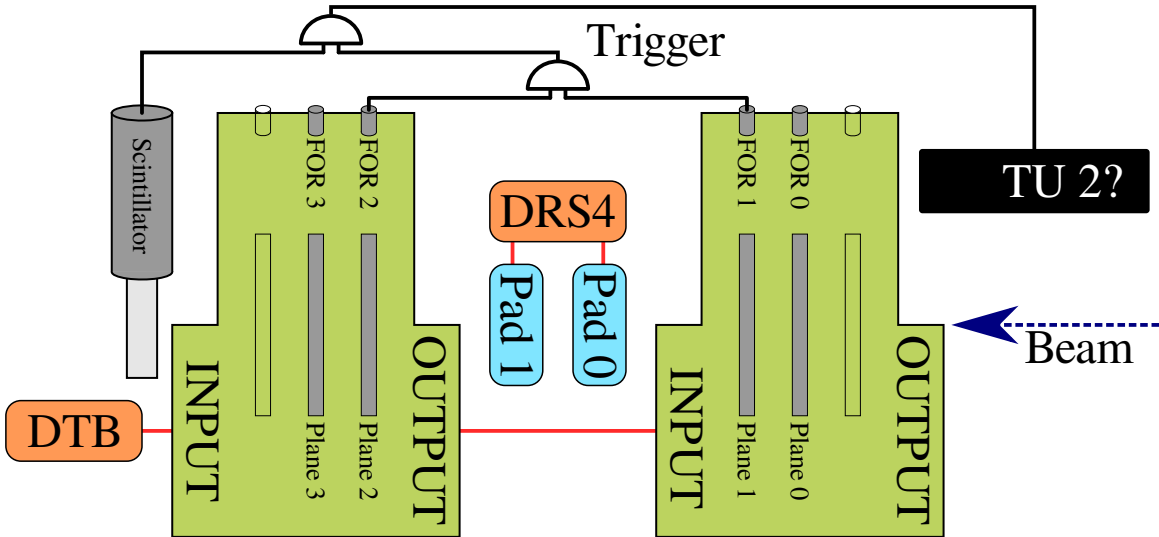 Trigger
Scintillator
FOR 3
FOR 2
FOR 1
FOR 0
TU 2?
DRS4
Pad 1
Pad 0
Beam
INPUT
OUTPUT
INPUT
OUTPUT
DTB
Plane 3
Plane 2
Plane 1
Plane 0